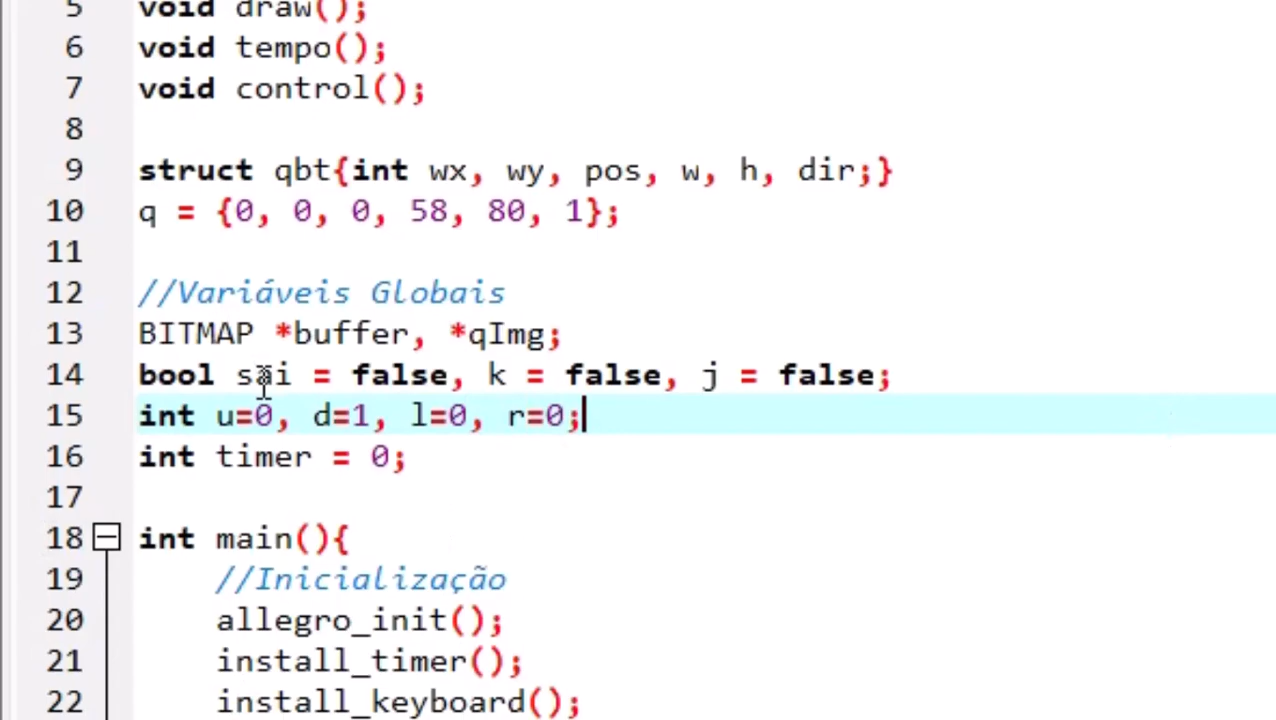 5 void draw();
6 void tempo();
7 void control();
8
9 struct qbt{int wx, wy, pos, w, h, dir;}
10 q = {0, 0, 0, 58, 80, 1};
11
12 //Variáveis Globais
13 BITMAP *buffer, *qImg;
14 bool sai = false, k = false, j = false;
15 int u=0, d=1, l=0, r=0;
16 int timer = 0;
17
18 int main(){
19 //Inicialização
20 allegro_init();
21 install_timer();
22 install_keyboard();